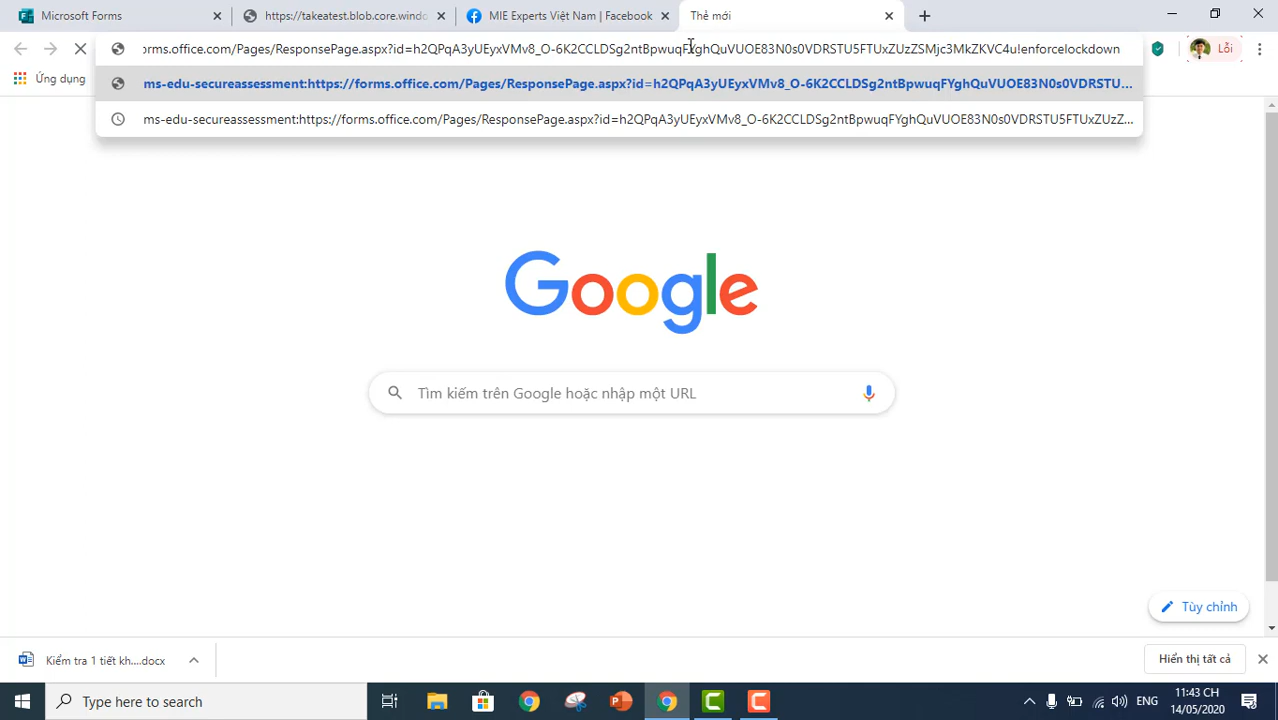 Microsoft Forms
https://takeatest.blob.core.windo
MIE Experts Việt Nam | Facebook
Thẻ mới
orms.office.com/Pages/ResponsePage.aspx?id=h2QPqA3yUEyxVMv8_O-6K2CCLDSg2ntBpwuqFYghQuVUOE83N0s0VDRSTU5FTUxZUzZSMjc3MkZKVC4u!enforcelockdown
Lỗi
Ứng dụng
ms-edu-secureassessment:https://forms.office.com/Pages/ResponsePage.aspx?id=h2QPqA3yUEyxVMv8_O-6K2CCLDSg2ntBpwuqFYghQuVUOE83N0s0VDRSTU...
ms-edu-secureassessment:https://forms.office.com/Pages/ResponsePage.aspx?id=h2QPqA3yUEyxVMv8_O-6K2CCLDSg2ntBpwuqFYghQuVUOE83N0s0VDRSTU5FTUxZUzZ...
Google
Tìm kiếm trên Google hoặc nhập một URL
Tùy chỉnh
Kiểm tra 1 tiết kh....docx
Hiển thị tất cả
Type here to search
ENG
11:43 CH
14/05/2020